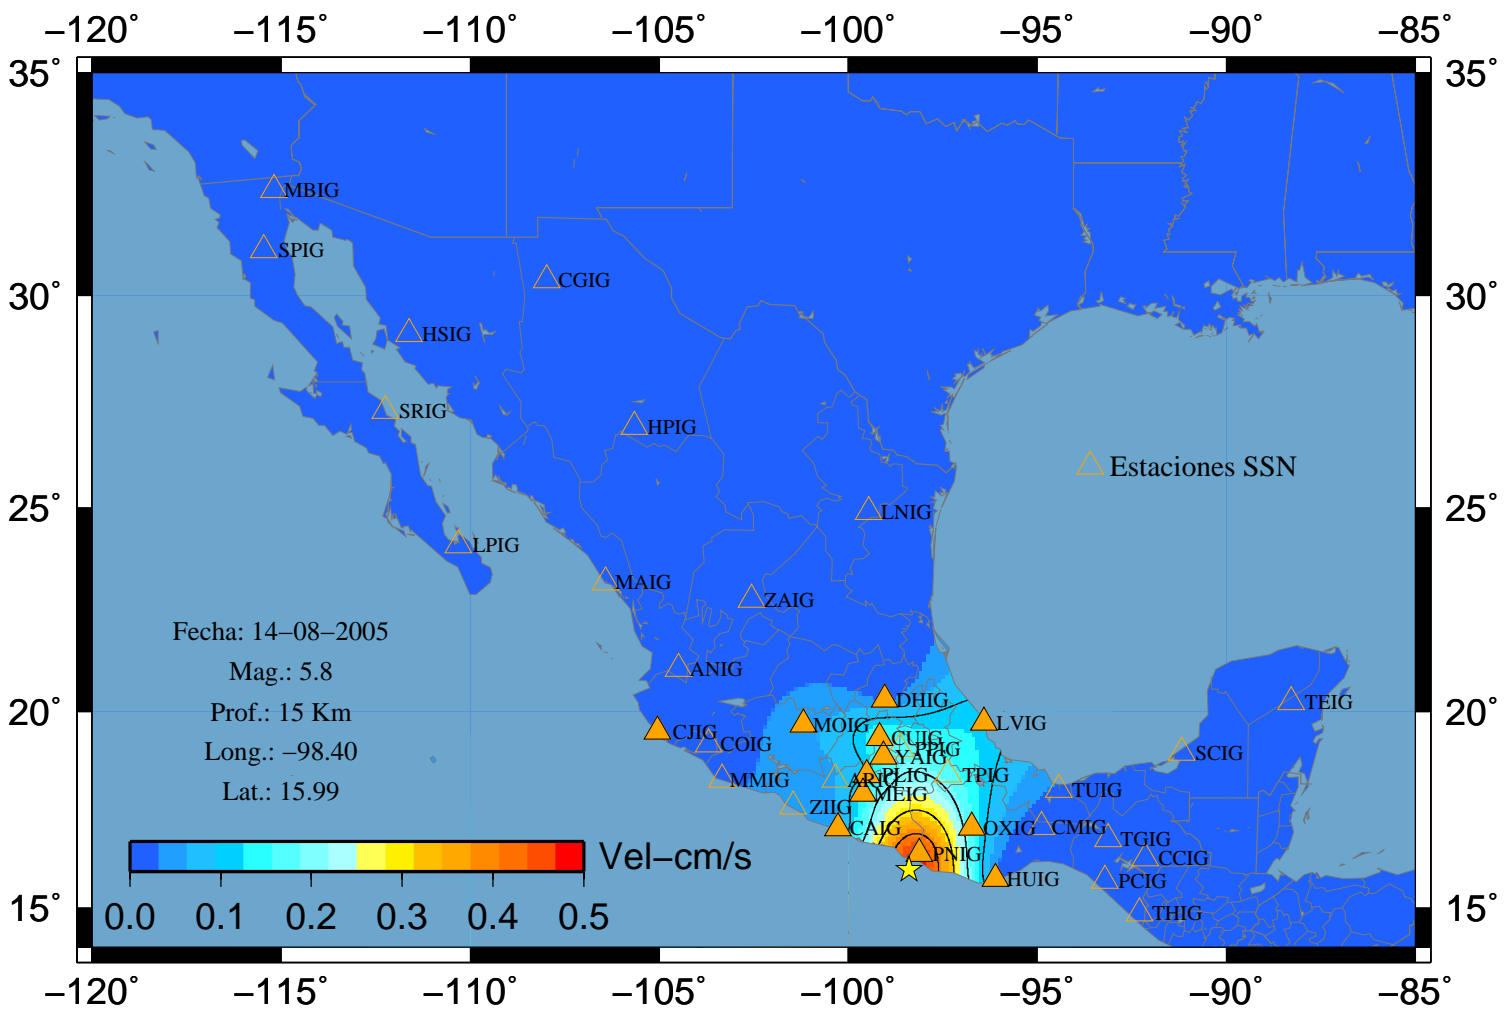 −120˚ −115˚ −110˚ −105˚ −100˚ −95˚ −90˚ −85˚
35˚ 35˚
MBIG
SPIG
CGIG
30˚ 30˚
HSIG
SRIG
HPIG
Estaciones SSN
25˚ 25˚
LNIG
LPIG
MAIG
ZAIG
Fecha: 14−08−2005
Mag.: 5.8
ANIG
DHIG
TEIG
Prof.: 15 Km
20˚ 20˚
MOIG
LVIG
CJIG
CUIG
COIG
PPIG
Long.: −98.40
YAIG
SCIG
MMIG
ARIG
PLIG
TPIG
Lat.: 15.99
MEIG
TUIG
ZIIG
CAIG
OXIG
CMIG
TGIG
Vel−cm/s
PNIG
CCIG
HUIG
PCIG
0.0 0.1 0.2 0.3 0.4 0.5
15˚ 15˚
THIG
−120˚ −115˚ −110˚ −105˚ −100˚ −95˚ −90˚ −85˚